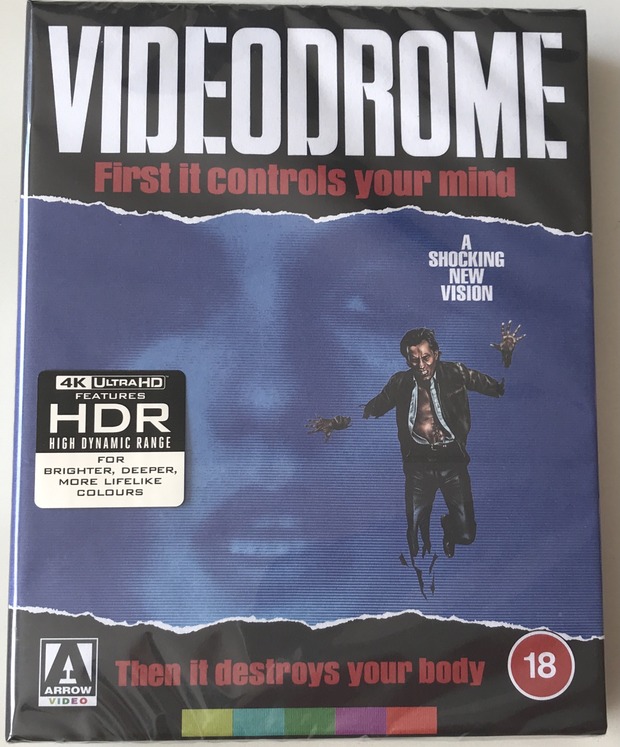 VIDEODROME
First it controls your mind
A
SHOCKING
NEW
VISION
4K ULTRA HD
FEATURES
HDR
HIGH DYNAMIC RANGE
FOR
BRIGHTER, DEEPER,
MORE LIFELIKE
COLOURS
Then it destroys your body
18
A
ARROW
VIDEO